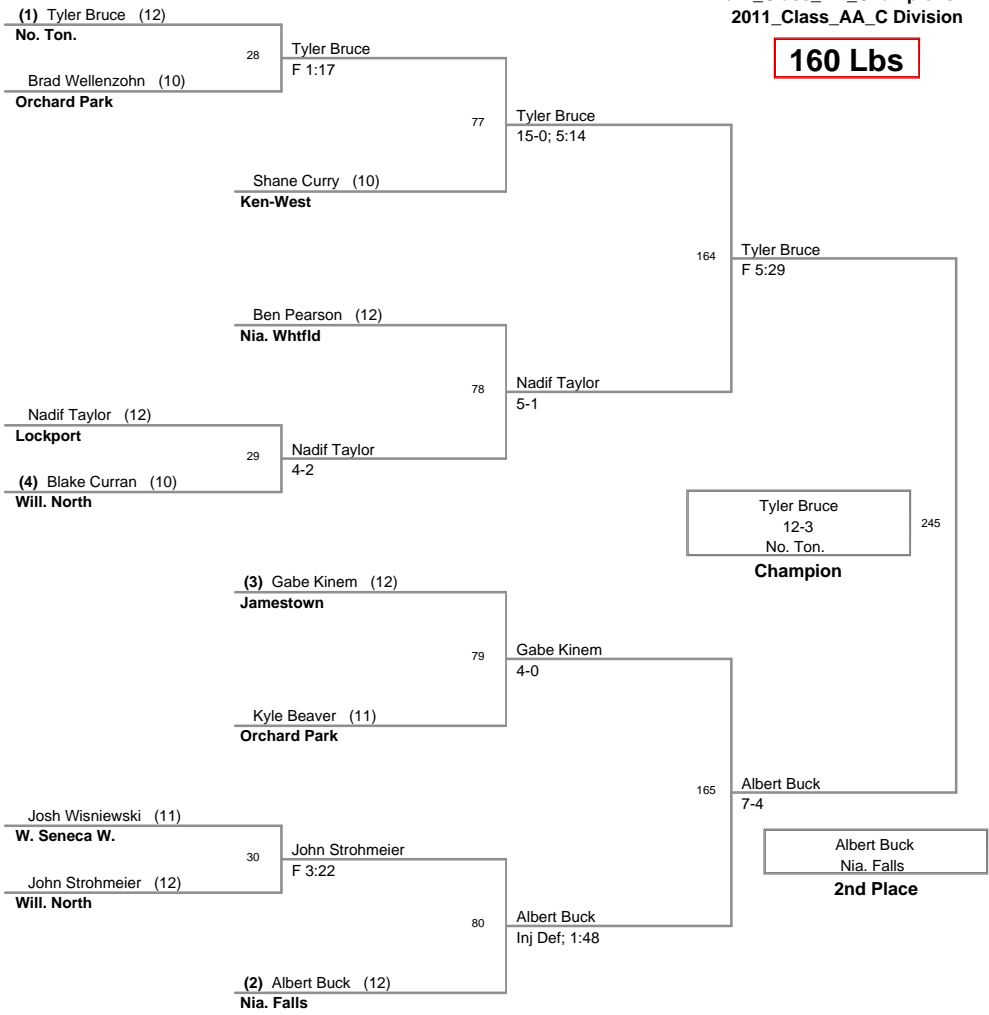 2011_Class_AA_C Division
160 Lbs
(1) Tyler Bruce (12)
No. Ton.
28
Tyler Bruce
F 1:17
Brad Wellenzohn (10)
Orchard Park
77
Tyler Bruce
15-0; 5:14
Shane Curry (10)
Ken-West
164
Tyler Bruce
F 5:29
Ben Pearson (12)
Nia. Whtfld
78
Nadif Taylor
5-1
Nadif Taylor (12)
Lockport
29
Nadif Taylor
4-2
(4) Blake Curran (10)
Will. North
Tyler Bruce
12-3
No. Ton.
245
Champion
(3) Gabe Kinem (12)
Jamestown
79
Gabe Kinem
4-0
Kyle Beaver (11)
Orchard Park
165
Albert Buck
7-4
Josh Wisniewski (11)
W. Seneca W.
30
John Strohmeier
F 3:22
John Strohmeier (12)
Will. North
Albert Buck
Nia. Falls
2nd Place
80
Albert Buck
Inj Def; 1:48
(2) Albert Buck (12)
Nia. Falls